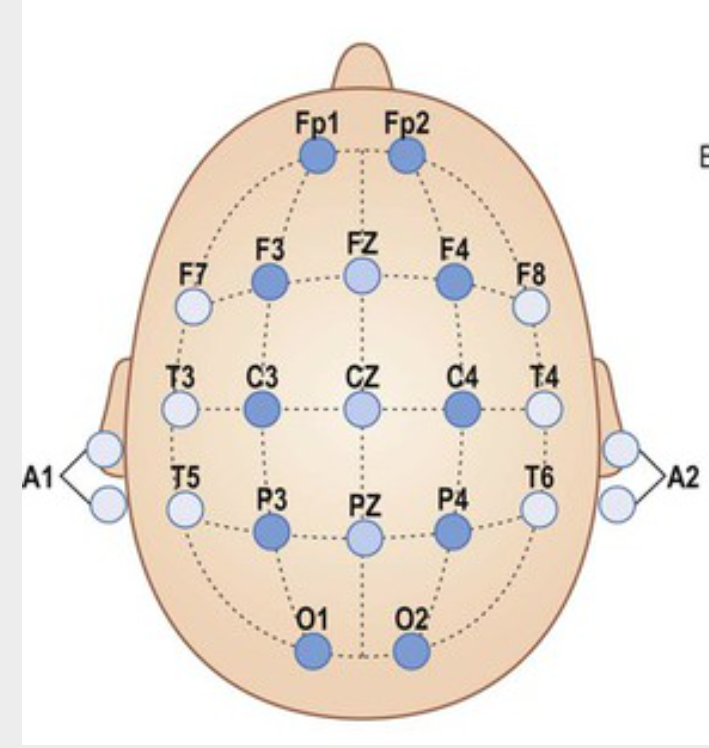 Fp1 Fp2
F7 F3 FZ F4 F8
T3 C3 CZ C4 T4
A1 T5 P3 PZ P4 T6 A2
O1 O2